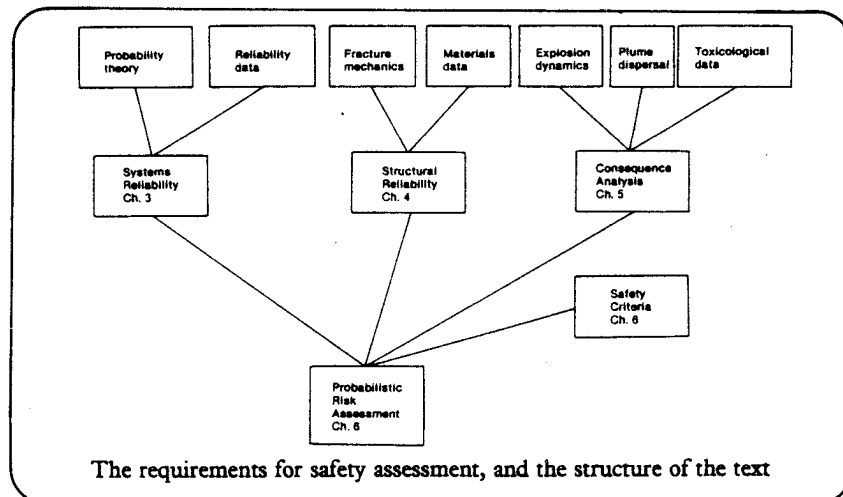 Probability
theory
Reliability
data
Fracture
mechanics
Materials
data
Explosion
dynamics
Plume
dispersal
Toxicological
data
Systems
Reliability
Ch. 3
Structural
Reliability
Ch. 4
Consequence
Analysis
Ch. 5
Safety
Criteria
Ch. 6
Probabilistic
Risk
Assessment
Ch. 6
The requirements for safety assessment, and the structure of the text